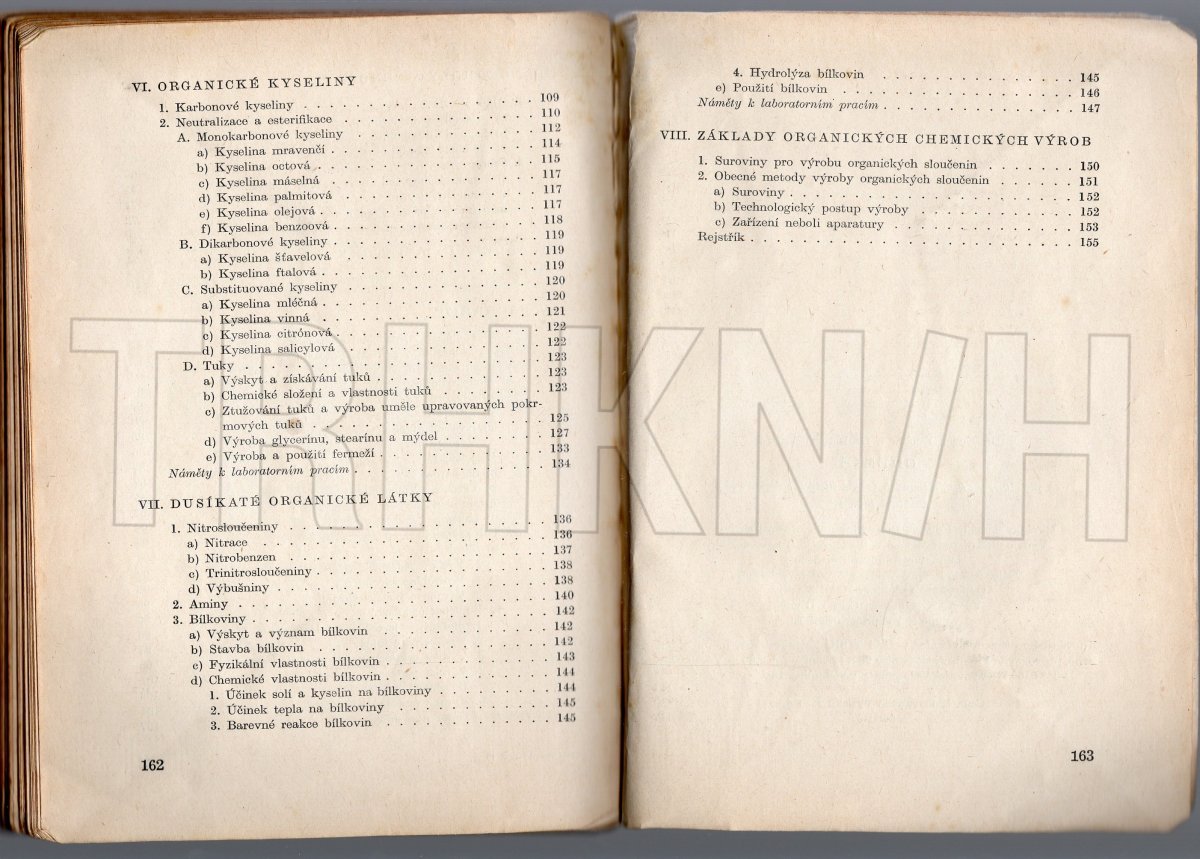 VI. ORGANICKÉ KYSELINY
1. Karbonové kyseliny . . . . . . . . . . . . . . . . . . . . 109
2. Neutralizace a esterifikace . . . . . . . . . . . . . . . . 110
A. Monokarbonové kyseliny . . . . . . . . . . . . . . . 112
a) Kyselina mravenčí . . . . . . . . . . . . . . . . 114
b) Kyselina octová . . . . . . . . . . . . . . . . . 115
c) Kyselina máselná . . . . . . . . . . . . . . . . 117
d) Kyselina palmitová . . . . . . . . . . . . . . . 117
e) Kyselina olejová . . . . . . . . . . . . . . . . . 117
f) Kyselina benzoová . . . . . . . . . . . . . . . . 118
B. Dikarbonové kyseliny . . . . . . . . . . . . . . . . 119
a) Kyselina šťavelová . . . . . . . . . . . . . . . 119
b) Kyselina ftalová . . . . . . . . . . . . . . . . . 119
C. Substituované kyseliny . . . . . . . . . . . . . . . 120
a) Kyselina mléčná . . . . . . . . . . . . . . . . . 120
b) Kyselina vinná . . . . . . . . . . . . . . . . . 121
c) Kyselina citrónová . . . . . . . . . . . . . . . . 122
d) Kyselina salicylová . . . . . . . . . . . . . . . 122
D. Tuky . . . . . . . . . . . . . . . . . . . . . . . . 123
a) Výskyt a získávání tuků . . . . . . . . . . . . . 123
b) Chemické složení a vlastnosti tuků . . . . . . . . 123
c) Ztužování tuků a výroba uměle upravovaných pokr-
mových tuků . . . . . . . . . . . . . . . . . . 125
d) Výroba glycerínu, stearínu a mýdel . . . . . . . . 127
e) Výroba a použití fermeží . . . . . . . . . . . . . 133
Náměty k laboratorním pracím . . . . . . . . . . . . . . . 134
VII. DUSÍKATÉ ORGANICKÉ LÁTKY
1. Nitrosloučeniny . . . . . . . . . . . . . . . . . . . . 136
a) Nitrace . . . . . . . . . . . . . . . . . . . . . . 136
b) Nitrobenzen . . . . . . . . . . . . . . . . . . . . 137
c) Trinitrosloučeniny . . . . . . . . . . . . . . . . . 138
d) Výbušniny . . . . . . . . . . . . . . . . . . . . . 138
2. Aminy . . . . . . . . . . . . . . . . . . . . . . . . 140
3. Bílkoviny . . . . . . . . . . . . . . . . . . . . . . . 142
a) Výskyt a význam bílkovin . . . . . . . . . . . . . 142
b) Stavba bílkovin . . . . . . . . . . . . . . . . . . 142
c) Fyzikální vlastnosti bílkovin . . . . . . . . . . . . 143
d) Chemické vlastnosti bílkovin . . . . . . . . . . . . 144
1. Účinek solí a kyselin na bílkoviny . . . . . . . . . 144
2. Účinek tepla na bílkoviny . . . . . . . . . . . . . 145
3. Barevné reakce bílkovin . . . . . . . . . . . . . . 145
162
4. Hydrolýza bílkovin . . . . . . . . . . . . . . . . 145
e) Použití bílkovin . . . . . . . . . . . . . . . . . . 146
Náměty k laboratorním pracím . . . . . . . . . . . . . . . 147
VIII. ZÁKLADY ORGANICKÝCH CHEMICKÝCH VÝROB
1. Suroviny pro výrobu organických sloučenin . . . . . . . 150
2. Obecné metody výroby organických sloučenin . . . . . . 151
a) Suroviny . . . . . . . . . . . . . . . . . . . . . . 152
b) Technologický postup výroby . . . . . . . . . . . . 152
c) Zařízení neboli aparatury . . . . . . . . . . . . . . 153
Rejstřík . . . . . . . . . . . . . . . . . . . . . . . . . . 155
163
TRHKN/H